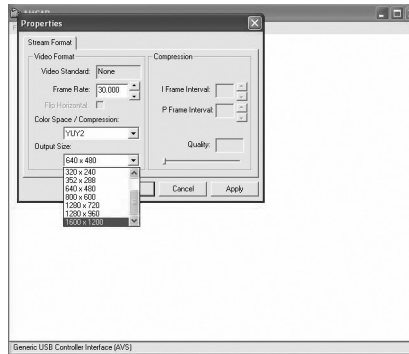 Properties
Stream Format
Video Format
Video Standard: None
Frame Rate: 30.000
Flip Horizontal:
Color Space / Compression:
YUY2
Output Size:
640 x 480
320 x 240
352 x 288
640 x 480
800 x 600
1280 x 720
1280 x 960
1600 x 1200
Compression
I Frame Interval:
P Frame Interval:
Quality:
Cancel
Apply
Generic USB Controller Interface (AVS)